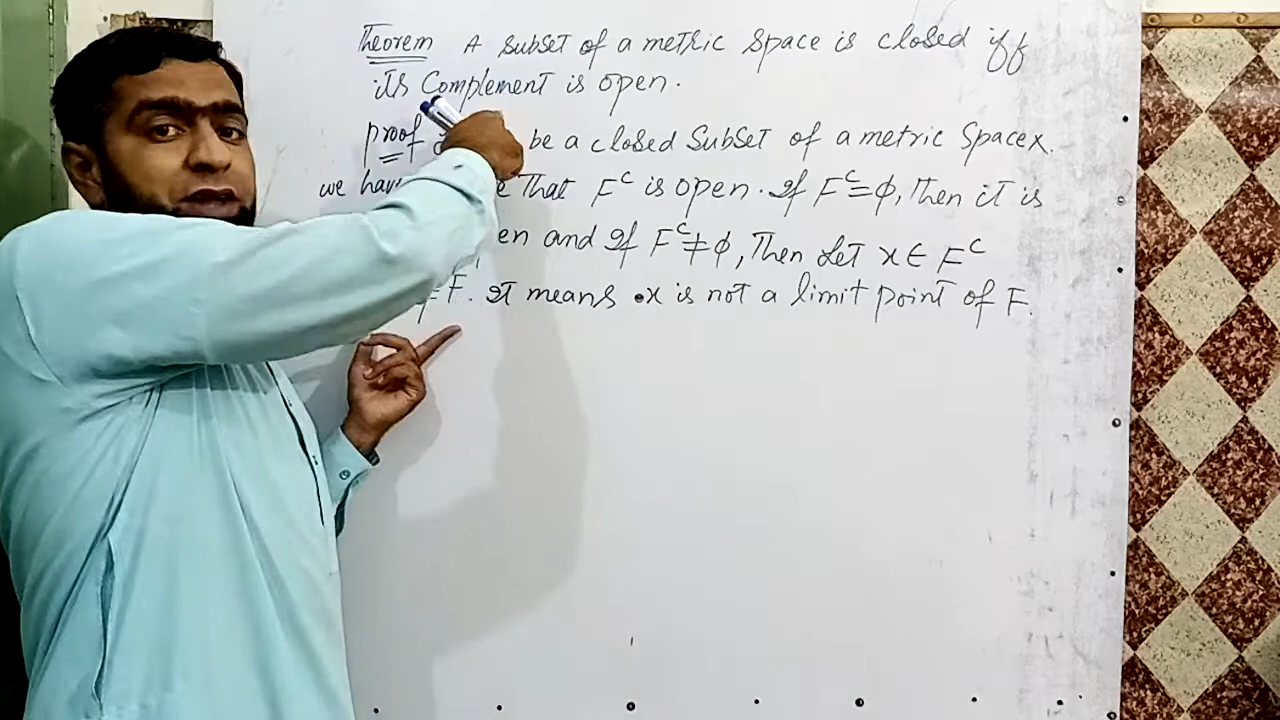 Theorem A subset of a metric space is closed iff
its Complement is open.
proof be a closed Subset of a metric Space X.
we have that F^c is open. If F^c = φ, Then it is
and If F^c ≠ φ, Then Let x ∈ F^c
F. It means x is not a limit point of F.